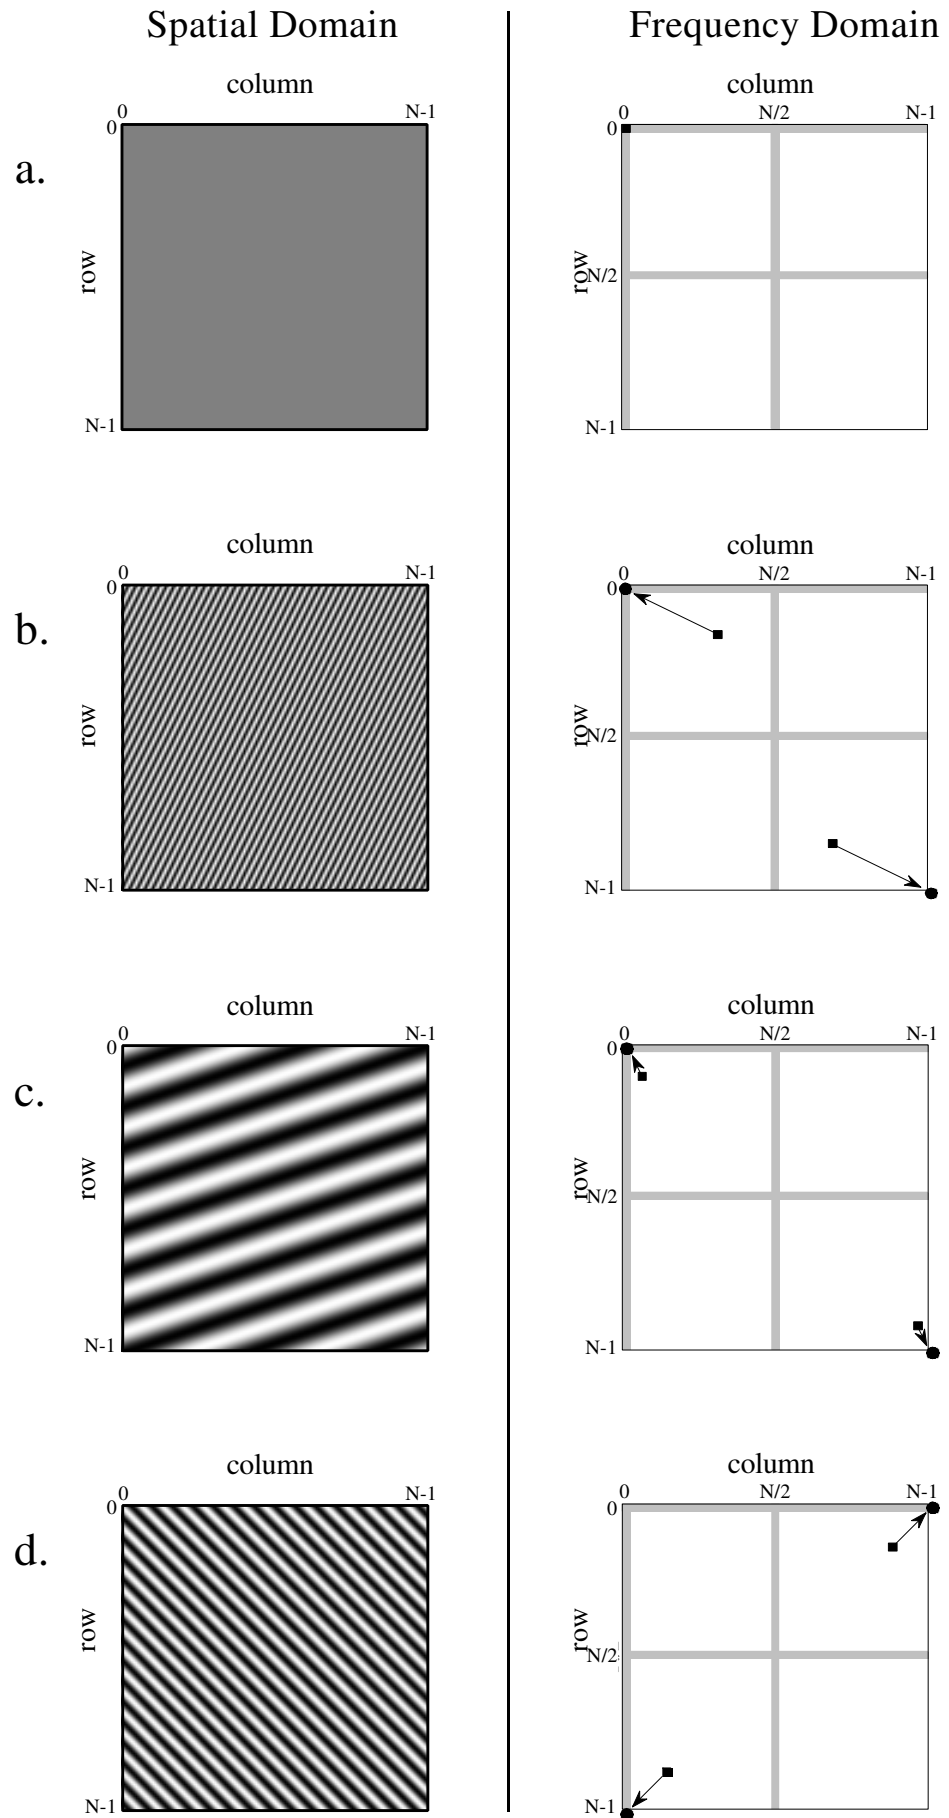 Spatial Domain
Frequency Domain
a.
column
0 N-1
0
row
N-1
column
0 N/2 N-1
0
row
N/2
N-1
b.
column
0 N-1
0
row
N-1
column
0 N/2 N-1
0
row
N/2
N-1
c.
column
0 N-1
0
row
N-1
column
0 N/2 N-1
0
row
N/2
N-1
d.
column
0 N-1
0
row
N-1
column
0 N/2 N-1
0
row
N/2
N-1